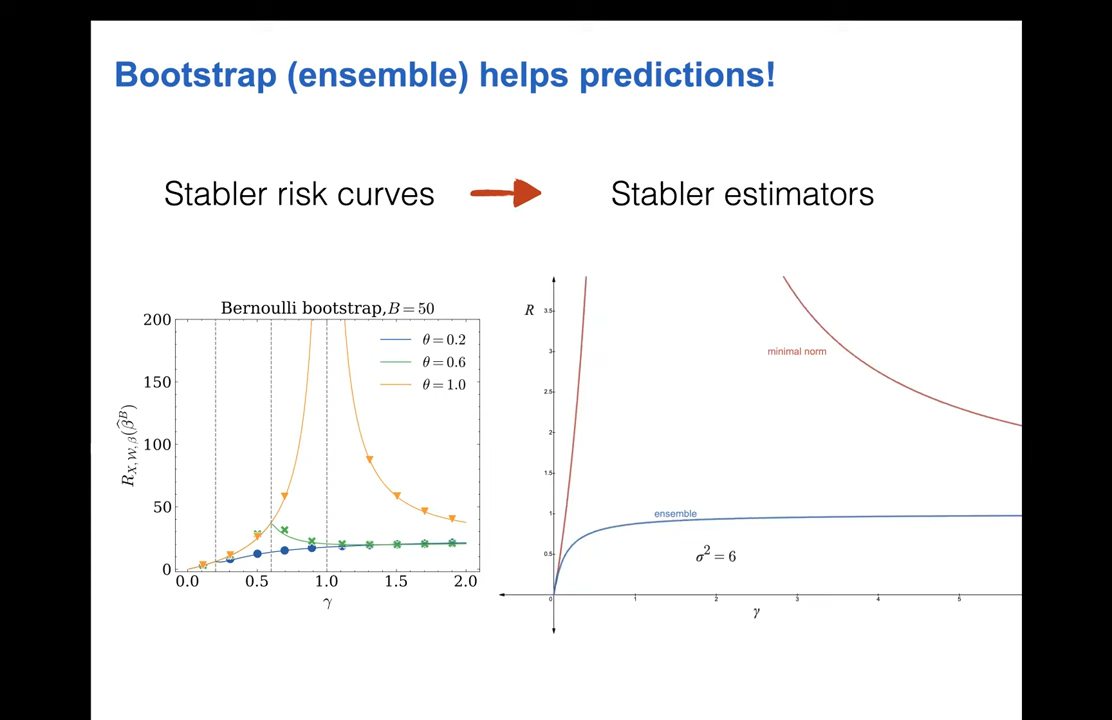 Bootstrap (ensemble) helps predictions!
Stabler risk curves
Stabler estimators
Bernoulli bootstrap, B = 50
200
150
100
50
0
R_{X,W,β}(β̂^B)
θ = 0.2
θ = 0.6
θ = 1.0
0.0 0.5 1.0 1.5 2.0
γ
R
3.5
3
2.5
2
1.5
1
0.5
0 1 2 3 4 5
minimal norm
ensemble
σ² = 6
γ